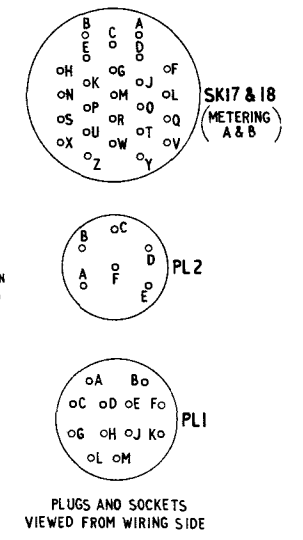 B
C
A
E
D
H
G
F
K
J
N
M
L
P
O
S
R
Q
U
T
X
W
V
Z
Y
SK17 & 18
(METERING
A & B)
B
C
D
A
F
E
PL2
N
A
B
C
D
E
F
G
H
J
K
L
M
PL1
PLUGS AND SOCKETS
VIEWED FROM WIRING SIDE